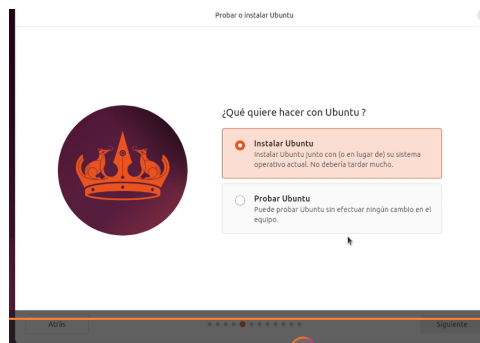 Probar o instalar Ubuntu
¿Qué quiere hacer con Ubuntu ?
Instalar Ubuntu
Instalar Ubuntu junto con (o en lugar de) su sistema
operativo actual. No debería tardar mucho.
Probar Ubuntu
Puede probar Ubuntu sin efectuar ningún cambio en el
equipo.
Atrás
Siguiente